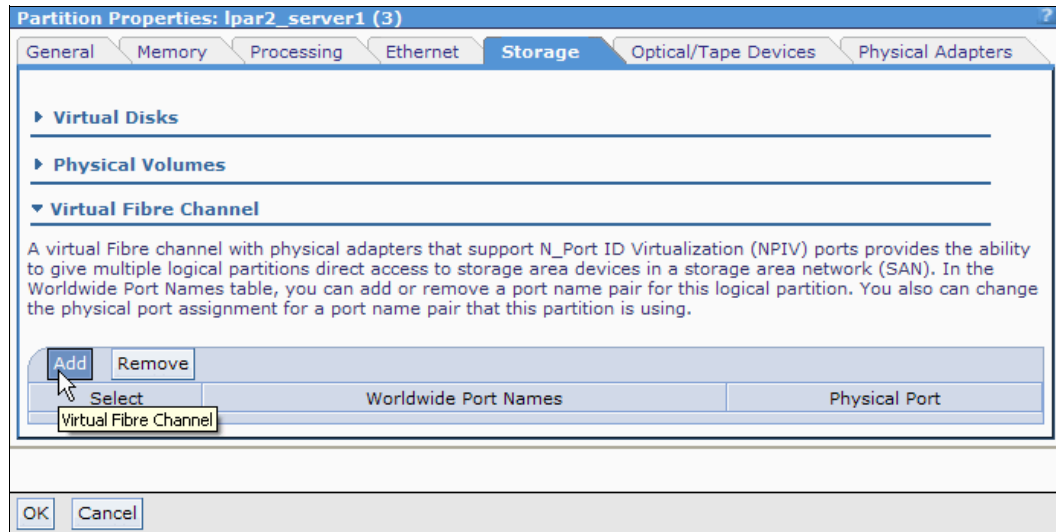 Partition Properties: lpar2_server1 (3) ?
General Memory Processing Ethernet Storage Optical/Tape Devices Physical Adapters
Virtual Disks
Physical Volumes
Virtual Fibre Channel
A virtual Fibre channel with physical adapters that support N_Port ID Virtualization (NPIV) ports provides the ability
to give multiple logical partitions direct access to storage area devices in a storage area network (SAN). In the
Worldwide Port Names table, you can add or remove a port name pair for this logical partition. You also can change
the physical port assignment for a port name pair that this partition is using.
Add Remove
Select Worldwide Port Names Physical Port
Virtual Fibre Channel
OK Cancel